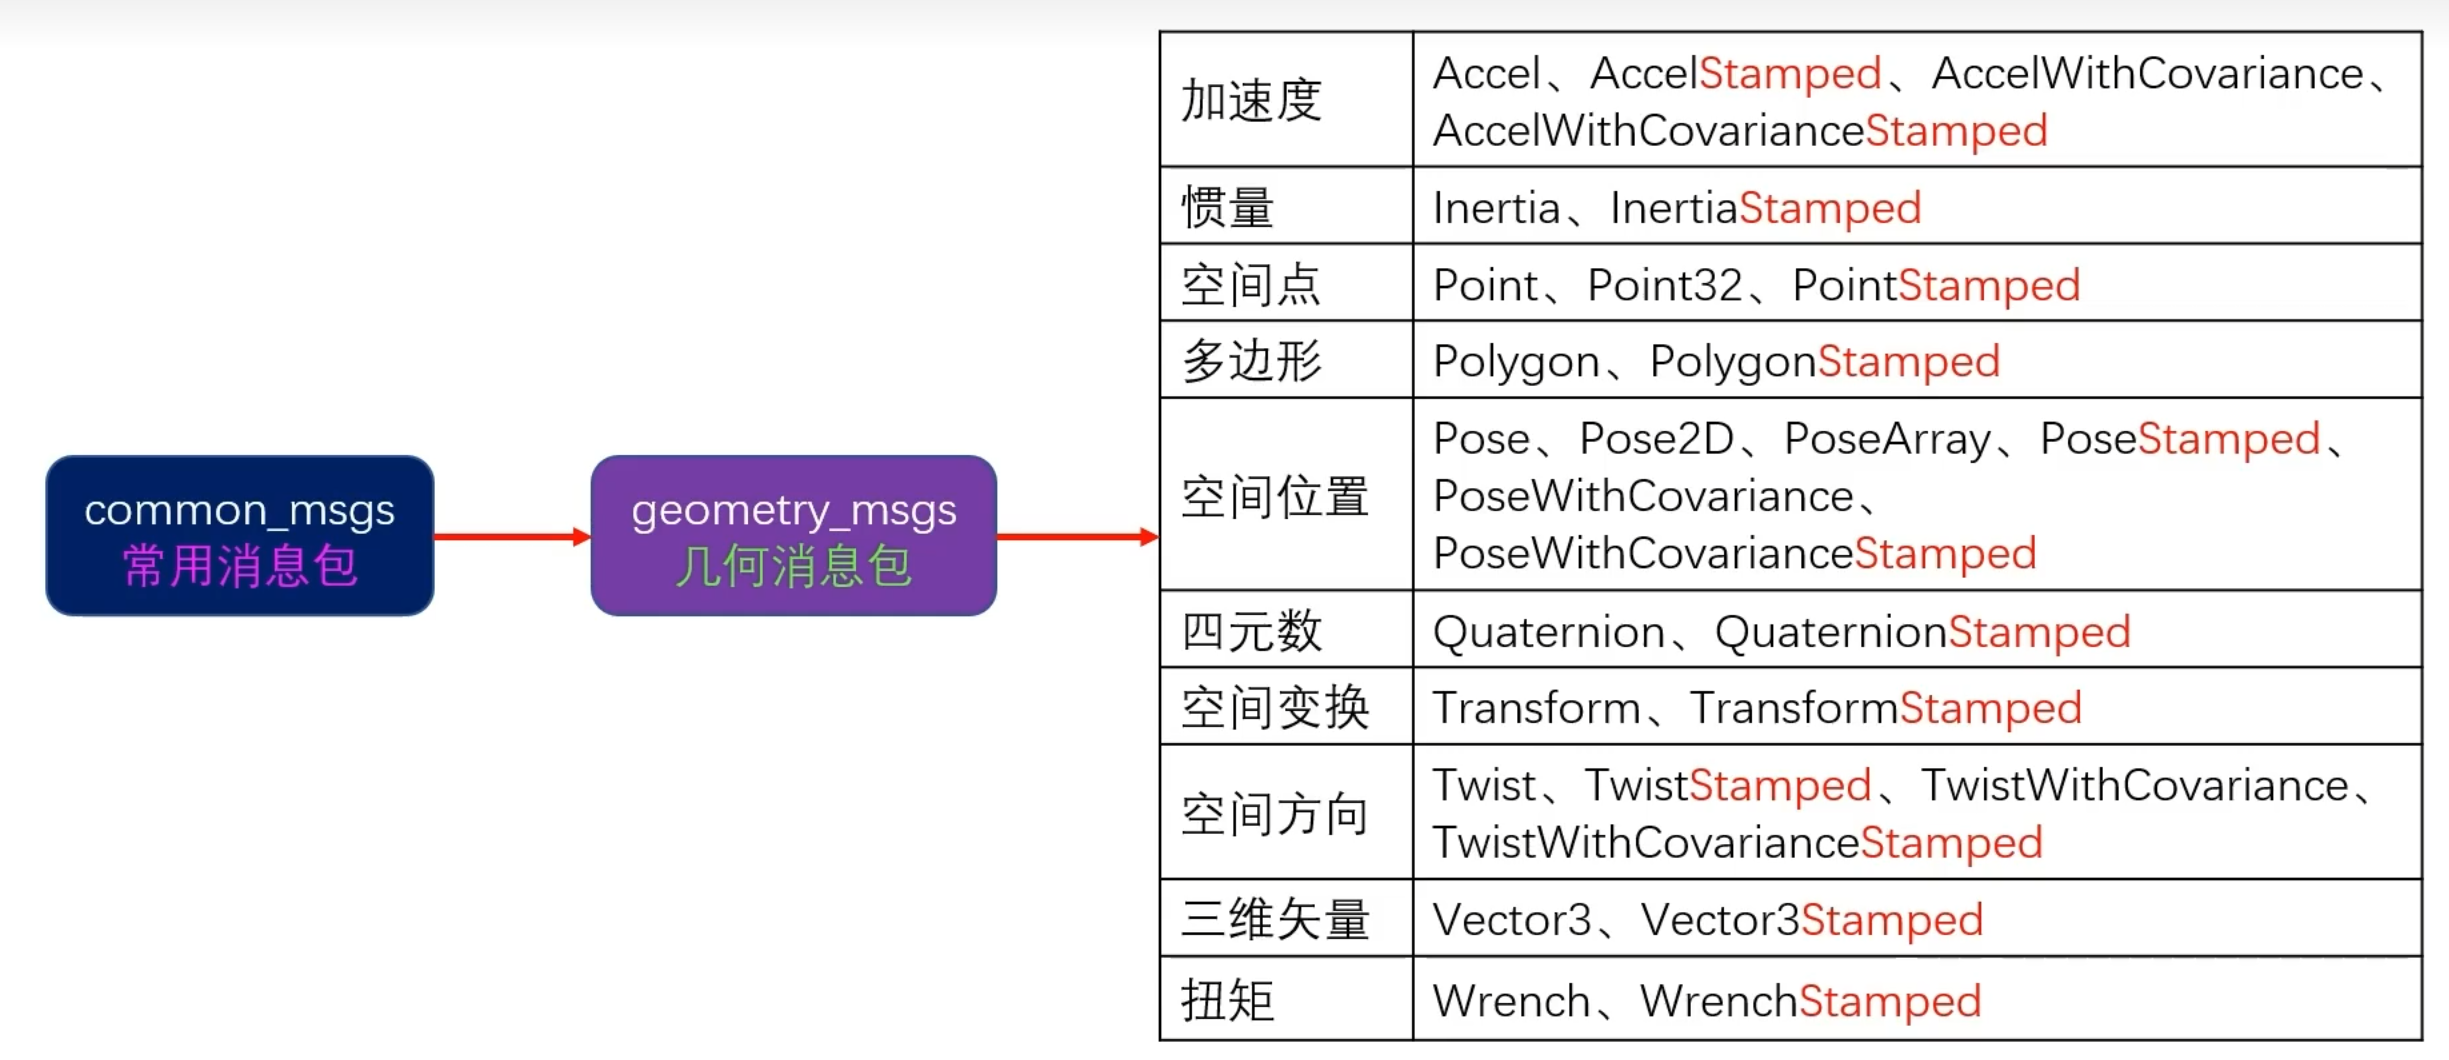 common_msgs
常用消息包
geometry_msgs
几何消息包
加速度
Accel、AccelStamped、AccelWithCovariance、
AccelWithCovarianceStamped
惯量
Inertia、InertiaStamped
空间点
Point、Point32、PointStamped
多边形
Polygon、PolygonStamped
空间位置
Pose、Pose2D、PoseArray、PoseStamped、
PoseWithCovariance、
PoseWithCovarianceStamped
四元数
Quaternion、QuaternionStamped
空间变换
Transform、TransformStamped
空间方向
Twist、TwistStamped、TwistWithCovariance、
TwistWithCovarianceStamped
三维矢量
Vector3、Vector3Stamped
扭矩
Wrench、WrenchStamped